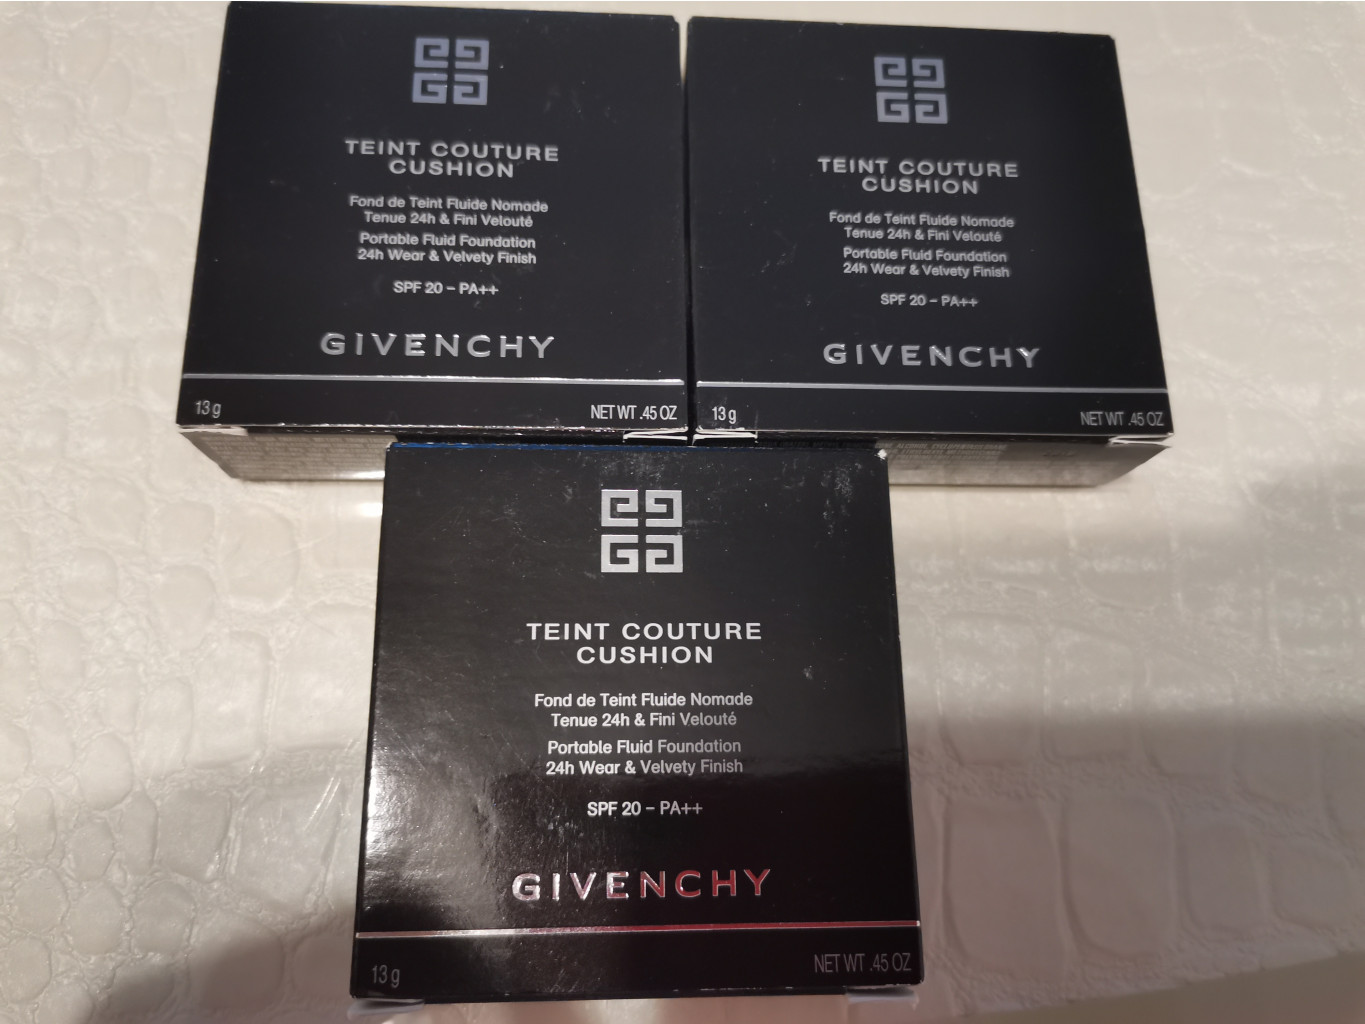 TEINT COUTURE
CUSHION
Fond de Teint Fluide Nomade
Tenue 24h & Fini Velouté
Portable Fluid Foundation
24h Wear & Velvety Finish
SPF 20 – PA++
GIVENCHY
13 g
NET WT .45 OZ
TEINT COUTURE
CUSHION
Fond de Teint Fluide Nomade
Tenue 24h & Fini Velouté
Portable Fluid Foundation
24h Wear & Velvety Finish
SPF 20 – PA++
GIVENCHY
13 g
NET WT .45 OZ
TEINT COUTURE
CUSHION
Fond de Teint Fluide Nomade
Tenue 24h & Fini Velouté
Portable Fluid Foundation
24h Wear & Velvety Finish
SPF 20 – PA++
GIVENCHY
13 g
NET WT .45 OZ